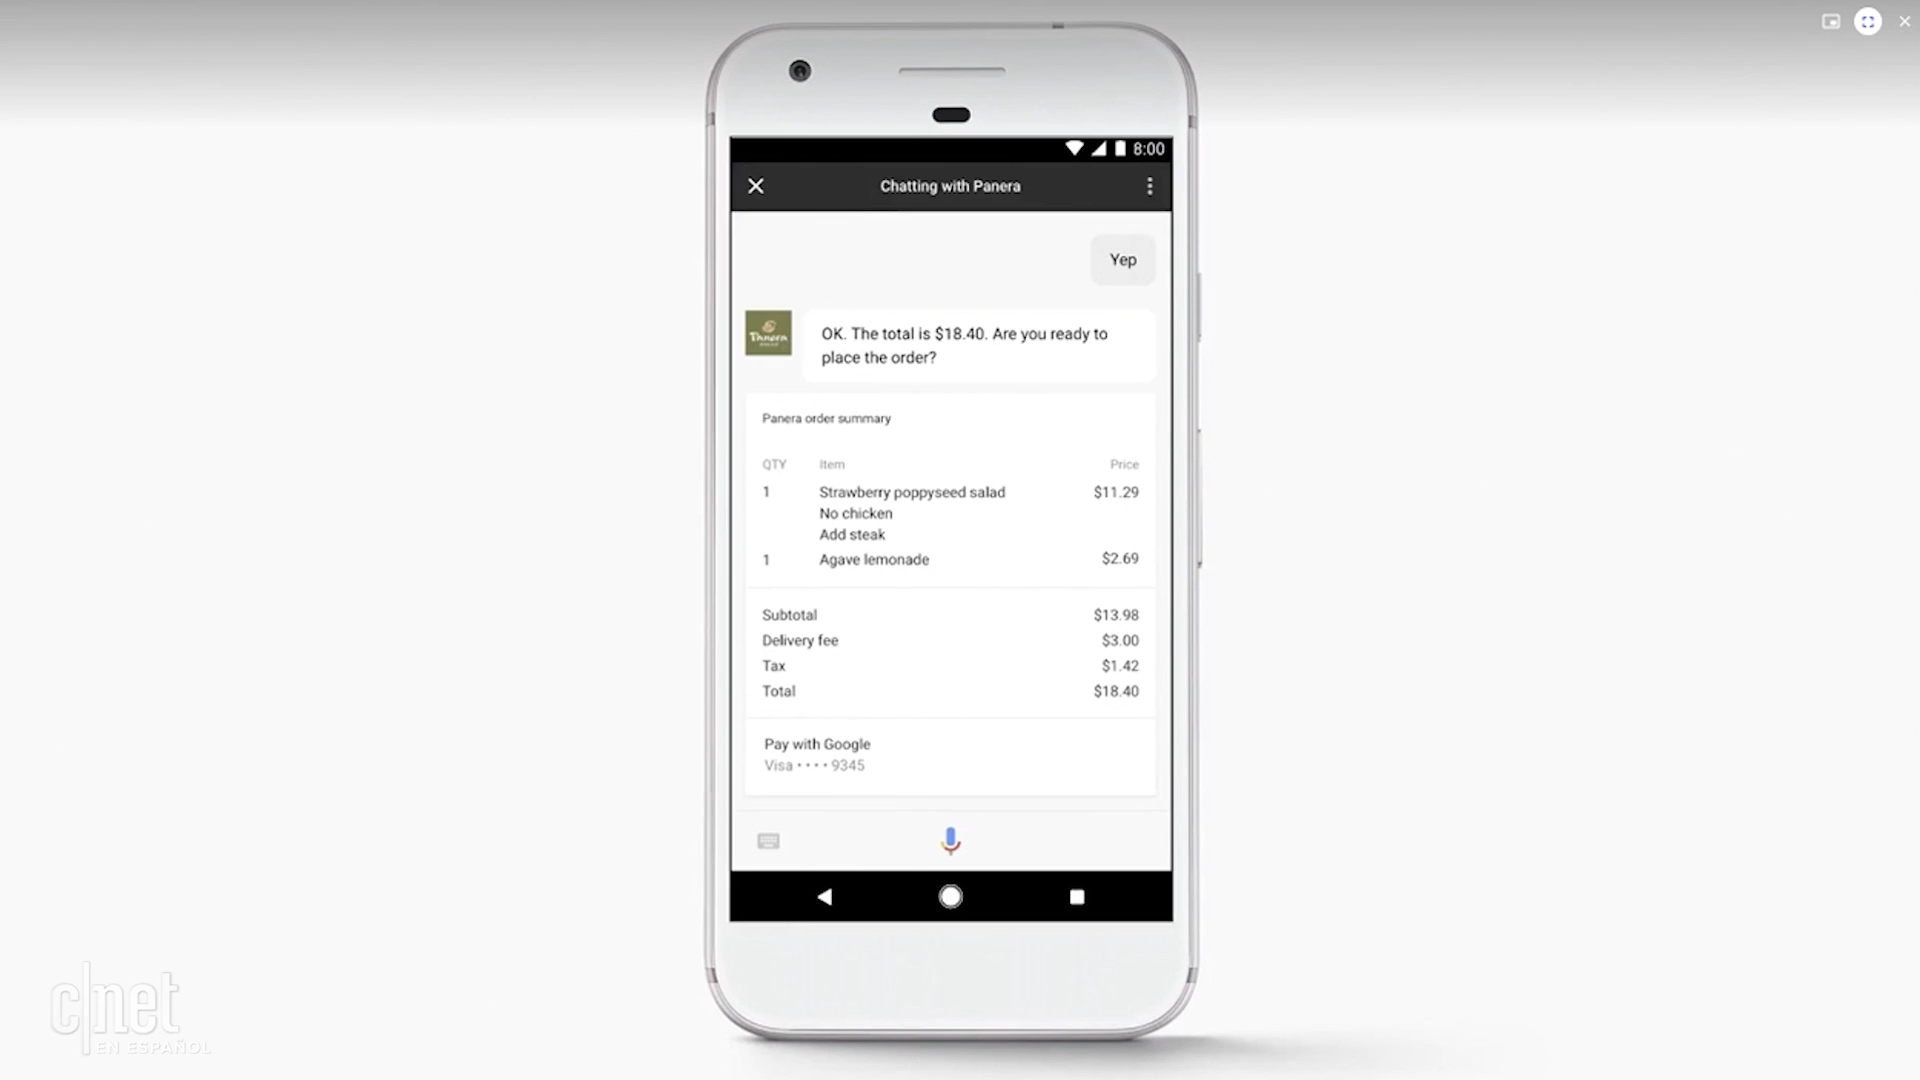 8:00
Chatting with Panera
Yep
Panera
OK. The total is $18.40. Are you ready to
place the order?
Panera order summary
QTY Item Price
1 Strawberry poppyseed salad $11.29
No chicken
Add steak
1 Agave lemonade $2.69
Subtotal $13.98
Delivery fee $3.00
Tax $1.42
Total $18.40
Pay with Google
Visa • • • • 9345
c|net
EN ESPAÑOL